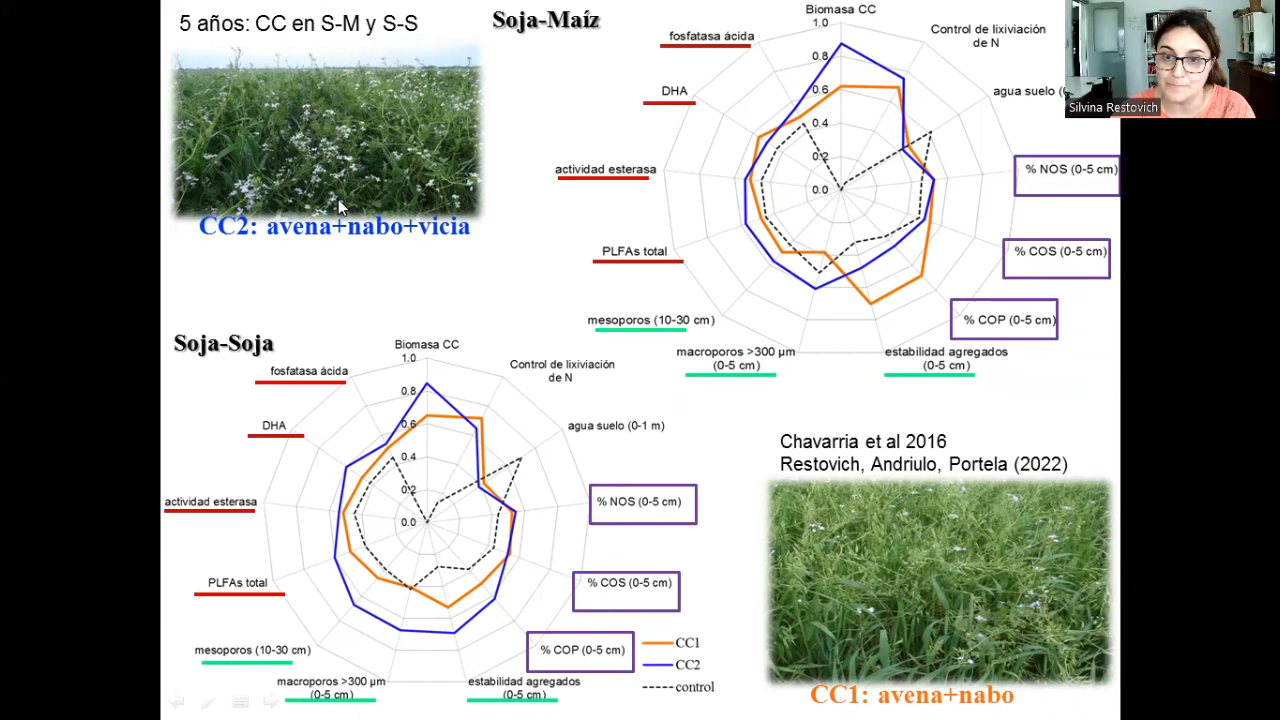 5 años: CC en S-M y S-S
CC2: avena+nabo+vicia
Soja-Maíz
Biomasa CC
Control de lixiviación
de N
agua suelo (
% NOS (0-5 cm)
% COS (0-5 cm)
% COP (0-5 cm)
estabilidad agregados
(0-5 cm)
macroporos >300 µm
(0-5 cm)
mesoporos (10-30 cm)
PLFAs total
actividad esterasa
DHA
fosfatasa ácida
1.0
0.8
0.6
0.4
0.2
0.0
Silvina Restovich
Soja-Soja
Biomasa CC
Control de lixiviación
de N
agua suelo (0-1 m)
% NOS (0-5 cm)
% COS (0-5 cm)
% COP (0-5 cm)
estabilidad agregados
(0-5 cm)
macroporos >300 µm
(0-5 cm)
mesoporos (10-30 cm)
PLFAs total
actividad esterasa
DHA
fosfatasa ácida
1.0
0.8
0.6
0.4
0.2
0.0
CC1
CC2
control
Chavarria et al 2016
Restovich, Andriulo, Portela (2022)
CC1: avena+nabo